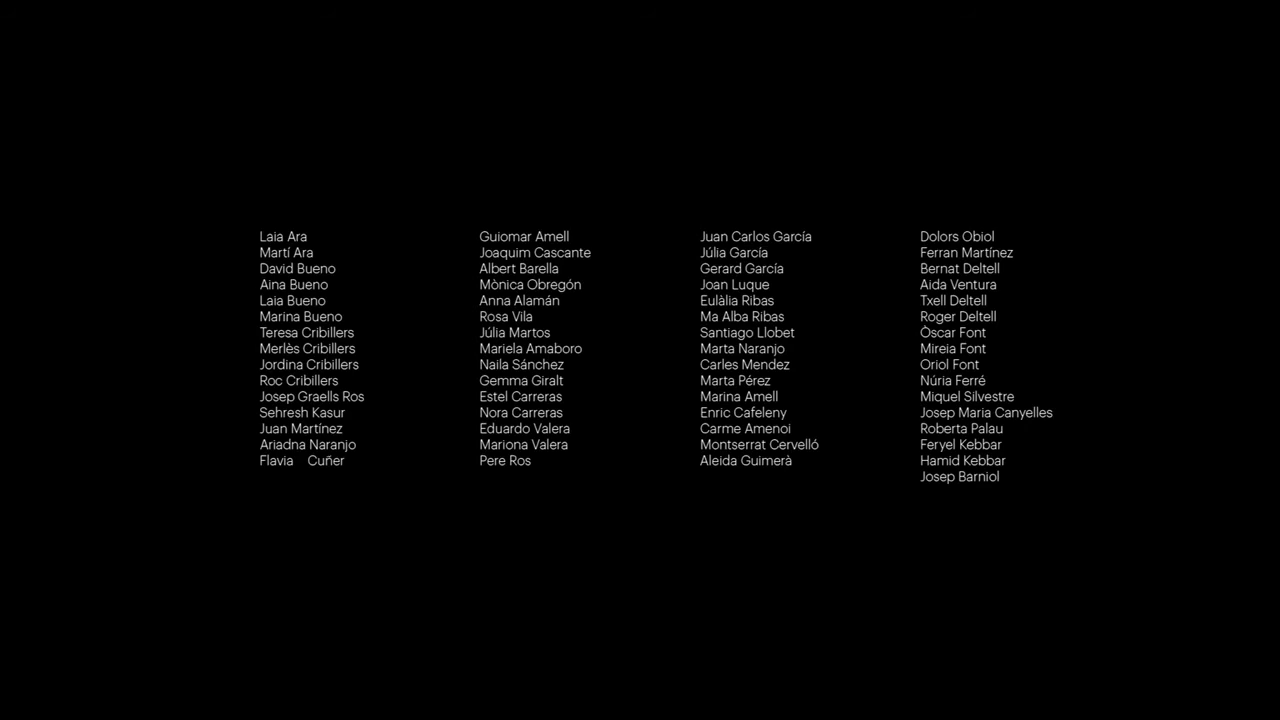 Laia Ara
Martí Ara
David Bueno
Aina Bueno
Laia Bueno
Marina Bueno
Teresa Cribillers
Merlès Cribillers
Jordina Cribillers
Roc Cribillers
Josep Graells Ros
Sehresh Kasur
Juan Martínez
Ariadna Naranjo
Flavia Cuñer
Guiomar Amell
Joaquim Cascante
Albert Barella
Mònica Obregón
Anna Alamán
Rosa Vila
Júlia Martos
Mariela Amaboro
Naila Sánchez
Gemma Giralt
Estel Carreras
Nora Carreras
Eduardo Valera
Mariona Valera
Pere Ros
Juan Carlos García
Júlia García
Gerard García
Joan Luque
Eulàlia Ribas
Ma Alba Ribas
Santiago Llobet
Marta Naranjo
Carles Mendez
Marta Pérez
Marina Amell
Enric Cafeleny
Carme Amenoi
Montserrat Cervelló
Aleida Guimerà
Dolors Obiol
Ferran Martínez
Bernat Deltell
Aida Ventura
Txell Deltell
Roger Deltell
Òscar Font
Mireia Font
Oriol Font
Núria Ferré
Miquel Silvestre
Josep Maria Canyelles
Roberta Palau
Feryel Kebbar
Hamid Kebbar
Josep Barniol